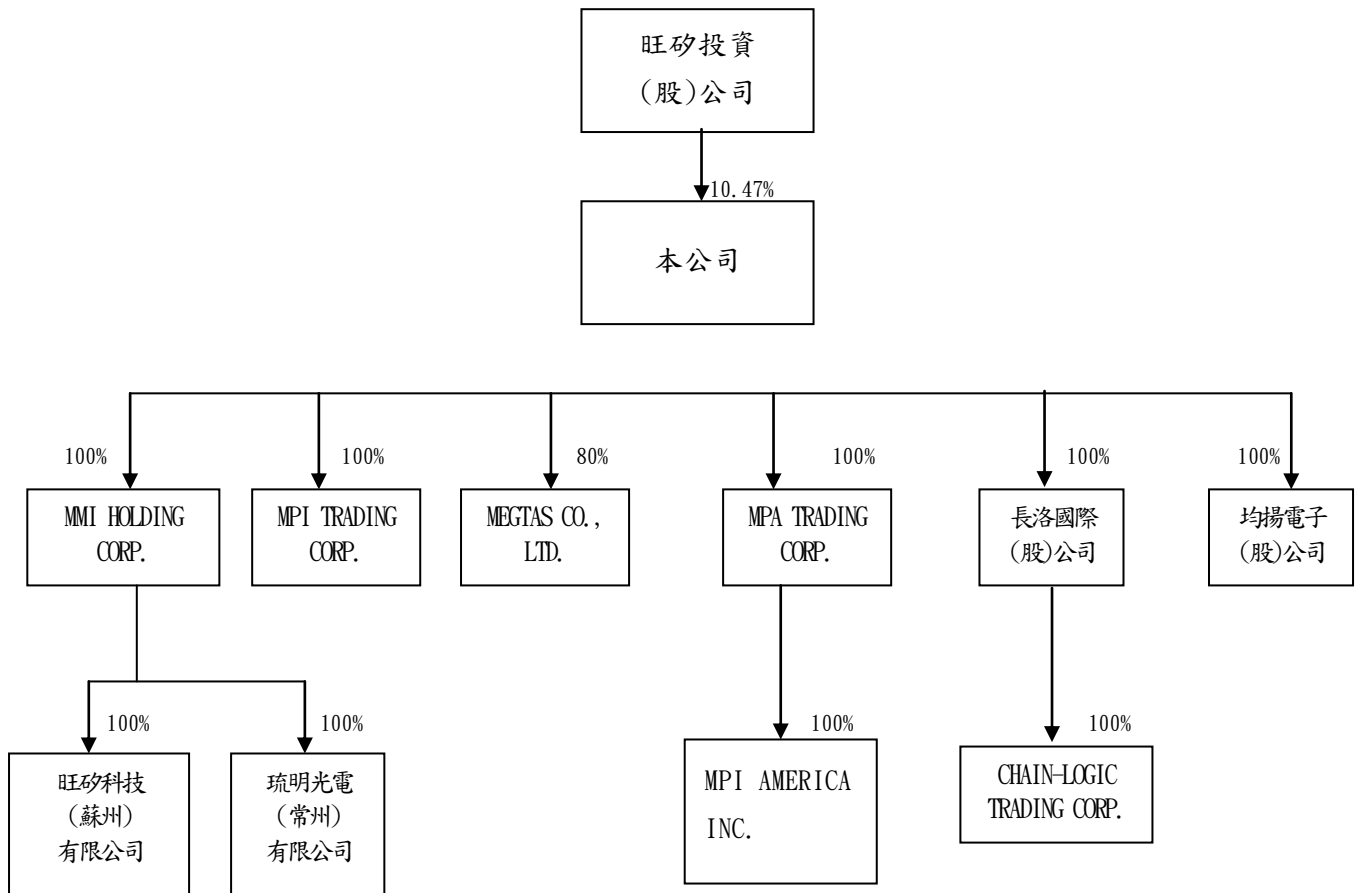 旺矽投資
(股)公司
10.47%
本公司
100%
100%
80%
100%
100%
100%
MMI HOLDING
CORP.
MPI TRADING
CORP.
MEGTAS CO.,
LTD.
MPA TRADING
CORP.
長洛國際
(股)公司
均揚電子
(股)公司
100%
100%
100%
100%
旺矽科技
(蘇州)
有限公司
琉明光電
(常州)
有限公司
MPI AMERICA
INC.
CHAIN-LOGIC
TRADING CORP.